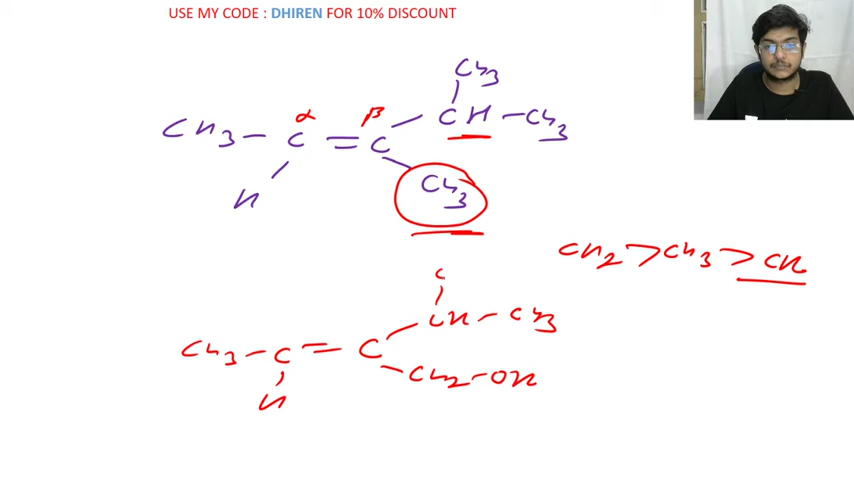 USE MY CODE : DHIREN FOR 10% DISCOUNT
CH3
α β
CH3 - C = C - CH - CH3
H
CH3
CH2 > CH3 > CH
C
CH3 - C = C - CH - CH3
CH2 - OH
H